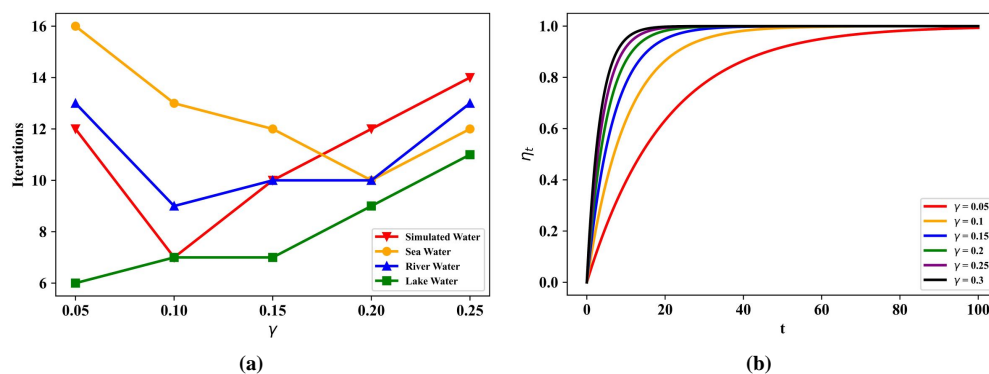 16
14
12
10
8
6
Iterations
0.05
0.10
0.15
0.20
0.25
γ
Simulated Water
Sea Water
River Water
Lake Water
(a)
1.0
0.8
0.6
0.4
0.2
0.0
ηt
0
20
40
60
80
100
t
γ = 0.05
γ = 0.1
γ = 0.15
γ = 0.2
γ = 0.25
γ = 0.3
(b)